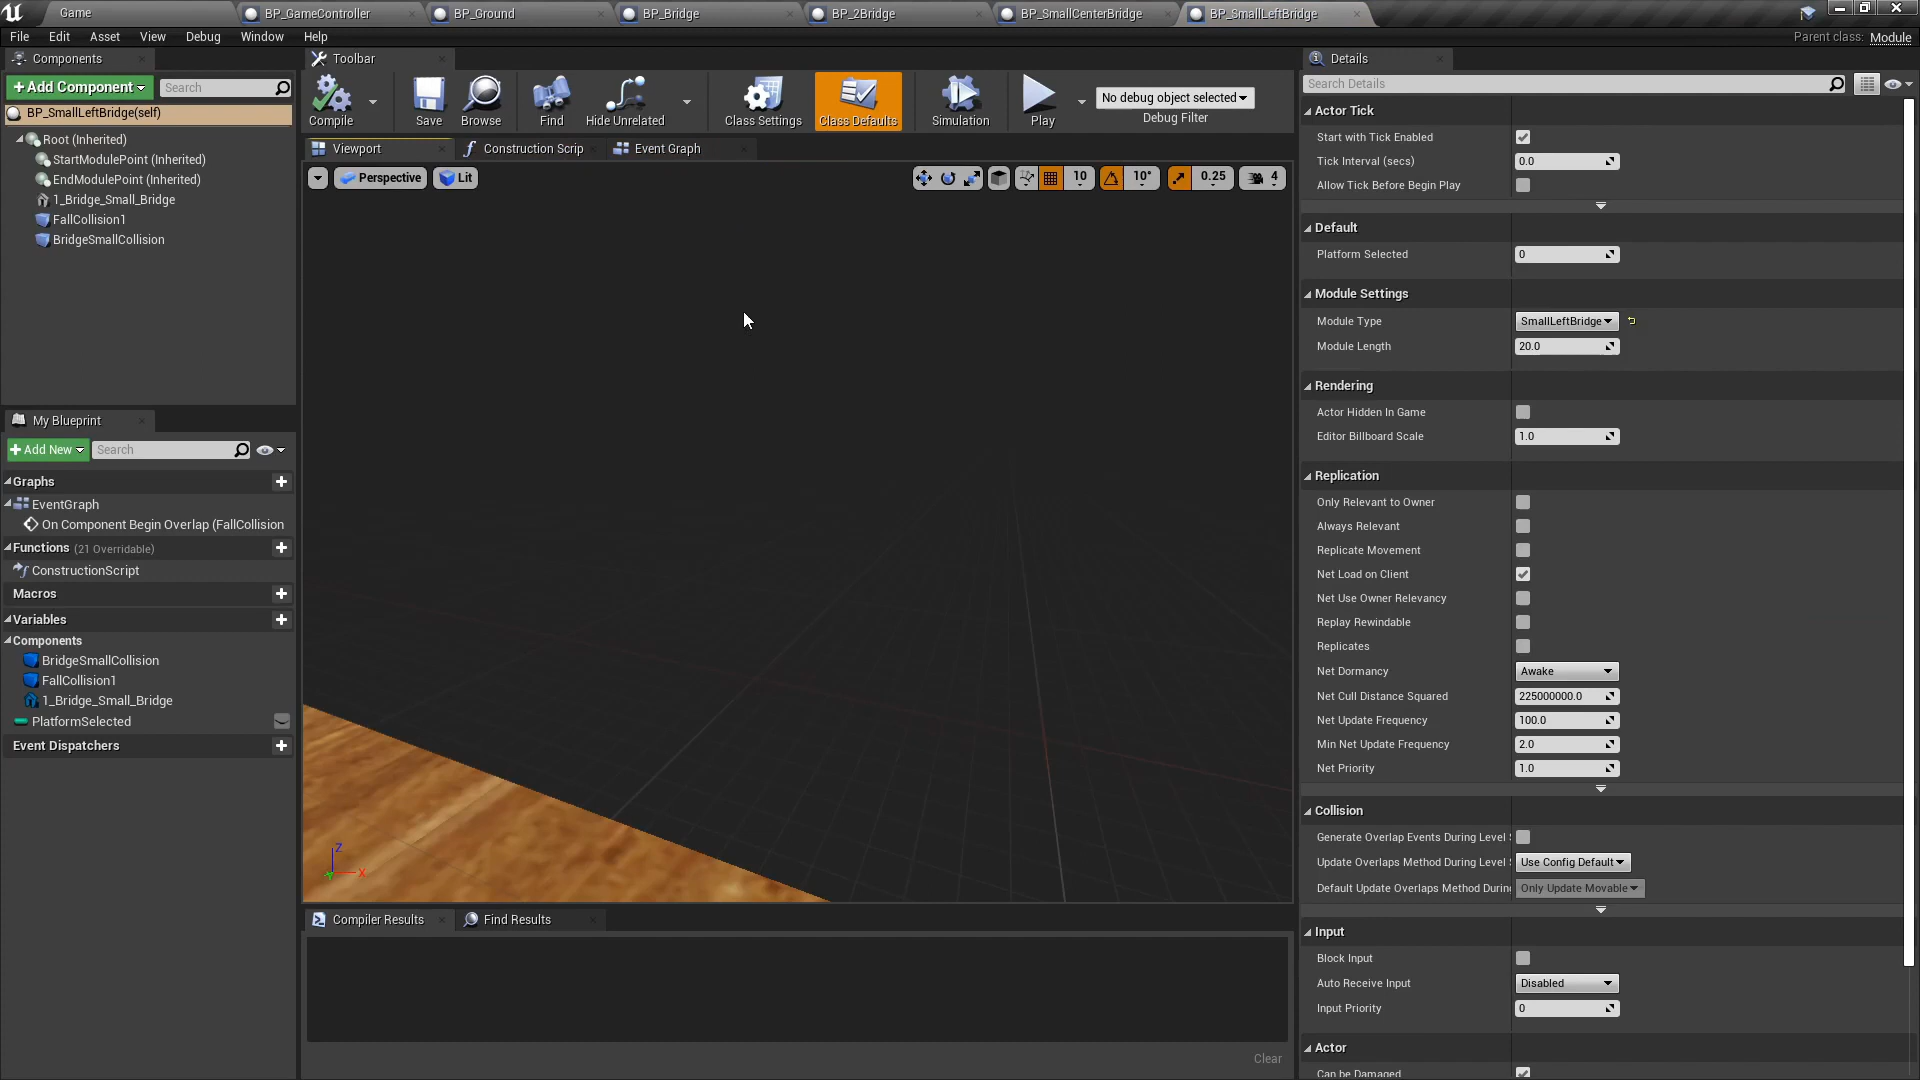 Game
BP_GameController
BP_Ground
BP_Bridge
BP_2Bridge
BP_SmallCenterBridge
BP_SmallLeftBridge
File Edit Asset View Debug Window Help
Parent class: Module
Components
+Add Component
Search
BP_SmallLeftBridge(self)
Root (Inherited)
StartModulePoint (Inherited)
EndModulePoint (Inherited)
1_Bridge_Small_Bridge
FallCollision1
BridgeSmallCollision
My Blueprint
+Add New
Search
Graphs
EventGraph
On Component Begin Overlap (FallCollision
Functions (21 Overridable)
ConstructionScript
Macros
Variables
Components
BridgeSmallCollision
FallCollision1
1_Bridge_Small_Bridge
PlatformSelected
Event Dispatchers
Toolbar
Compile
Save
Browse
Find
Hide Unrelated
Class Settings
Class Defaults
Simulation
Play
No debug object selected
Debug Filter
Viewport
Construction Scrip
Event Graph
Perspective
Lit
10
10°
0.25
4
Z
X
Y
Compiler Results
Find Results
Clear
Details
Search Details
Actor Tick
Start with Tick Enabled
Tick Interval (secs) 0.0
Allow Tick Before Begin Play
Default
Platform Selected 0
Module Settings
Module Type SmallLeftBridge
Module Length 20.0
Rendering
Actor Hidden In Game
Editor Billboard Scale 1.0
Replication
Only Relevant to Owner
Always Relevant
Replicate Movement
Net Load on Client
Net Use Owner Relevancy
Replay Rewindable
Replicates
Net Dormancy Awake
Net Cull Distance Squared 225000000.0
Net Update Frequency 100.0
Min Net Update Frequency 2.0
Net Priority 1.0
Collision
Generate Overlap Events During Level
Update Overlaps Method During Level Use Config Default
Default Update Overlaps Method During Only Update Movable
Input
Block Input
Auto Receive Input Disabled
Input Priority 0
Actor
Can be Damaged